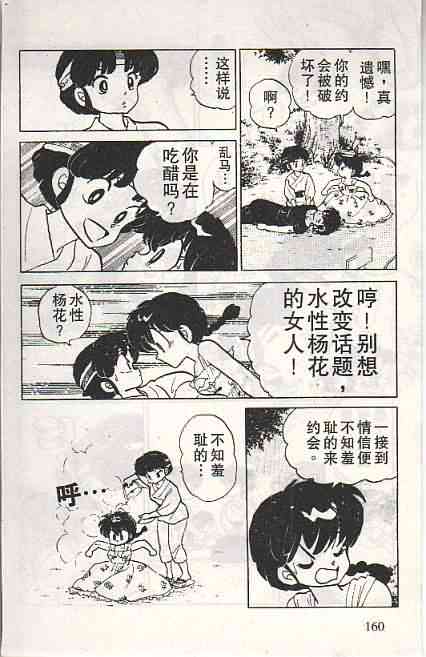 嘿，真
遗憾！
你的约
会被破
坏了！
啊？
这样说
……
乱马…
你是在
吃醋吗？
哼！别想
改变话题，
水性杨花
的女人！
水性
杨花？
一接到
情信便
不知羞
耻的来
约会。
不知羞
耻的…
呼…
160